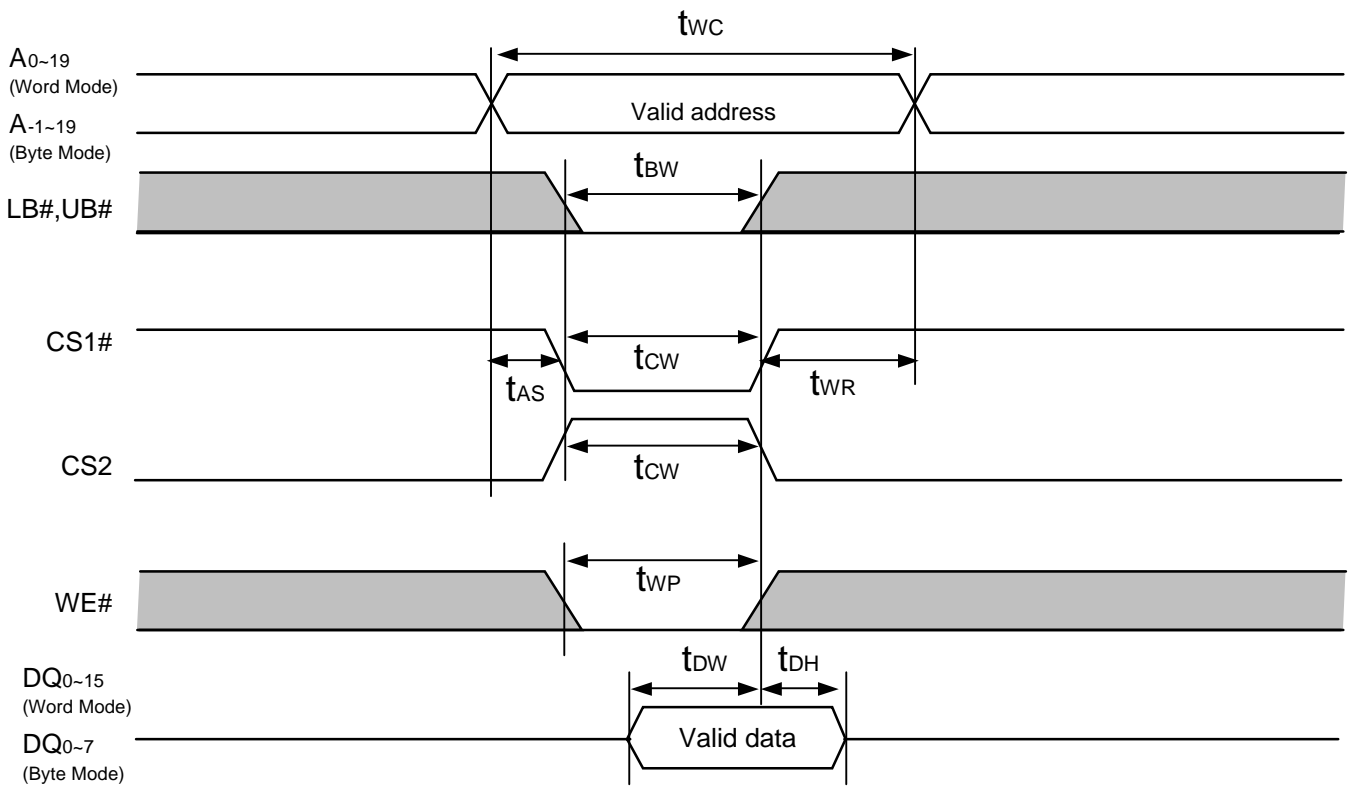 tWC
A0~19
(Word Mode)
A-1~19
(Byte Mode)
Valid address
tBW
LB#,UB#
CS1#
tCW
tAS
tWR
CS2
tCW
WE#
tWP
tDW
tDH
DQ0~15
(Word Mode)
DQ0~7
(Byte Mode)
Valid data